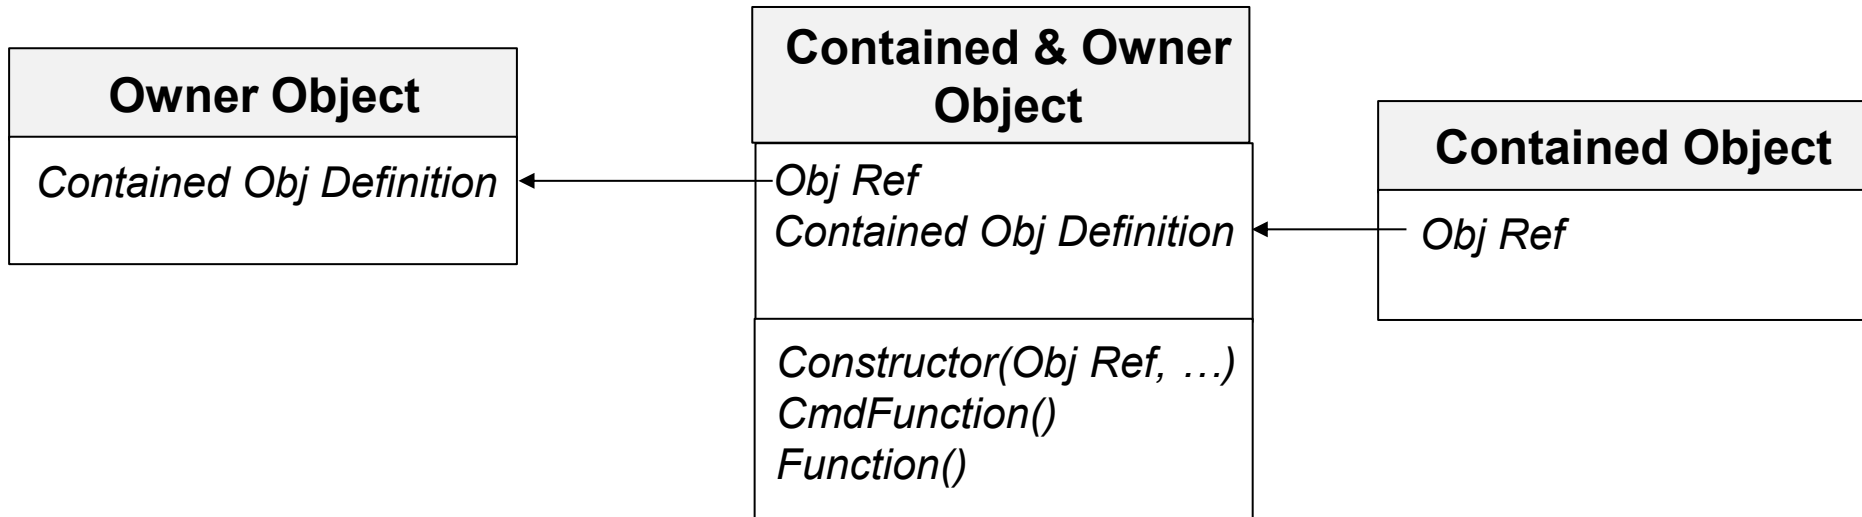 Owner Object
Contained Obj Definition
Contained & Owner
Object
Obj Ref
Contained Obj Definition
Constructor(Obj Ref, …)
CmdFunction()
Function()
Contained Object
Obj Ref